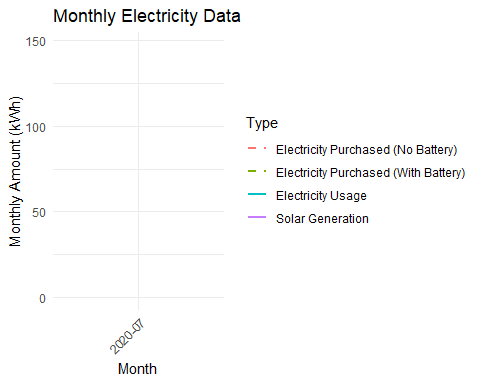 Monthly Electricity Data
Monthly Amount (kWh)
150
100
50
0
2020-07
Month
Type
Electricity Purchased (No Battery)
Electricity Purchased (With Battery)
Electricity Usage
Solar Generation